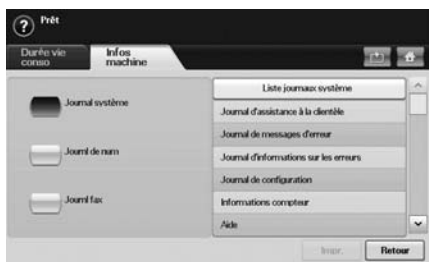 Prêt
Durée vie
conso
Infos
machine
Journal système
Journl de num
Journl fax
Liste journaux système
Journal d'assistance à la clientèle
Journal de messages d'erreur
Journal d'informations sur les erreurs
Journal de configuration
Informations compteur
Aide
Impr.
Retour